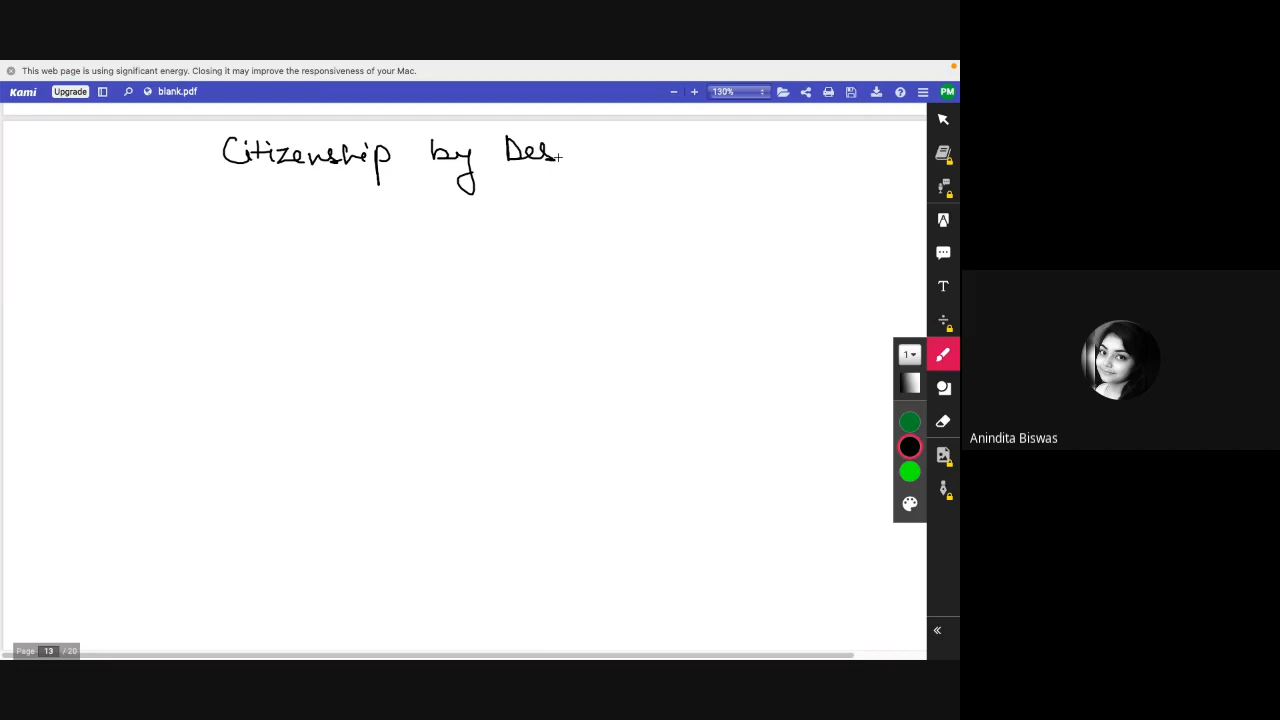 This web page is using significant energy. Closing it may improve the responsiveness of your Mac.
Kami Upgrade blank.pdf 130% PM
Citizenship by Des
1
T
Anindita Biswas
Page 13 / 20